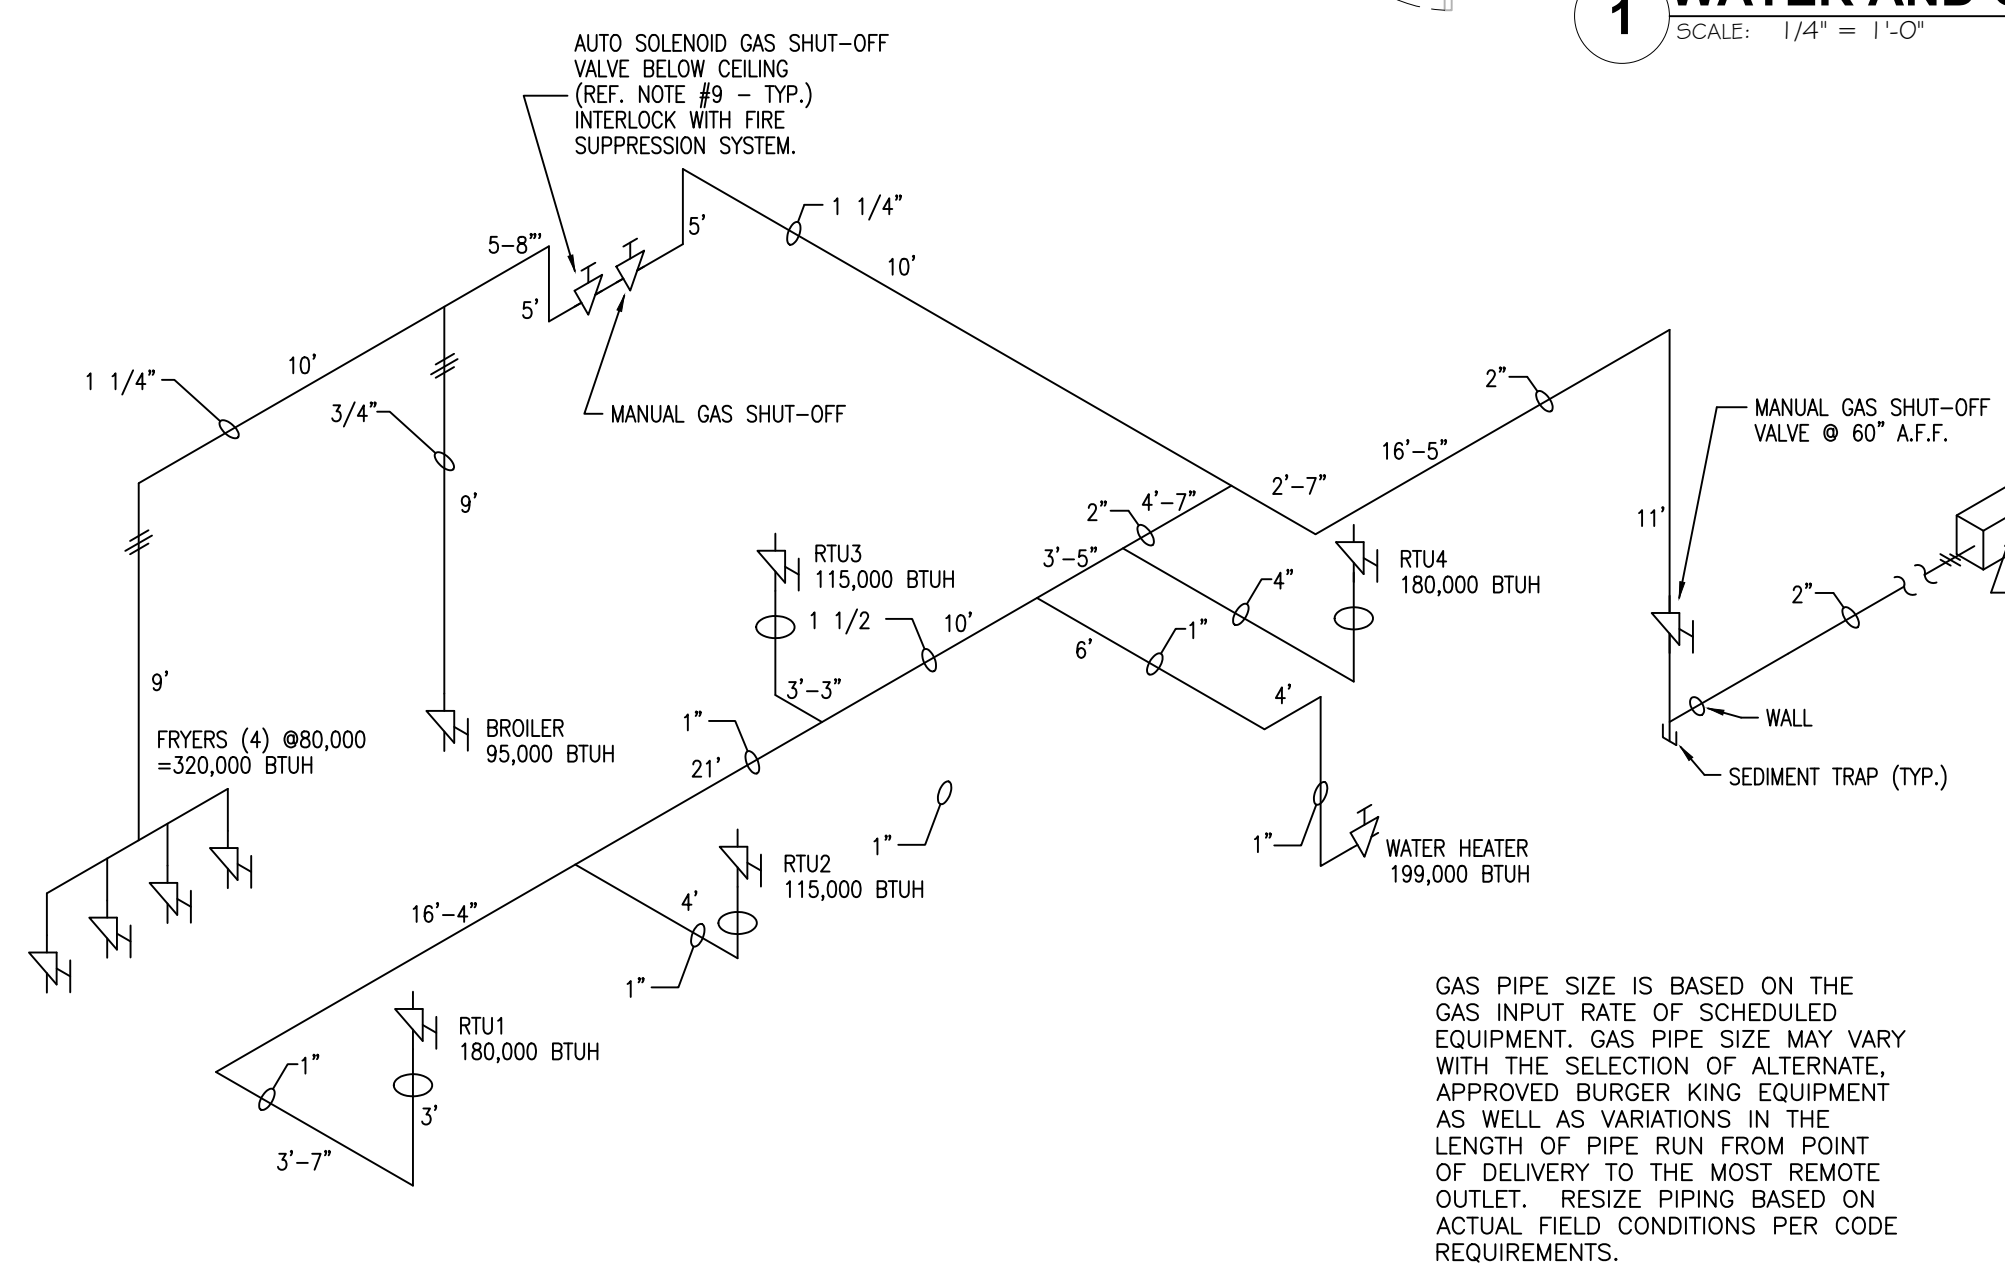 1
SCALE: 1/4" = 1'-0"
AUTO SOLENOID GAS SHUT-OFF
VALVE BELOW CEILING
(REF. NOTE #9 - TYP.)
INTERLOCK WITH FIRE
SUPPRESSION SYSTEM.
5-8"'
5'
5'
1 1/4"
10'
MANUAL GAS SHUT-OFF
1 1/4"
10'
3/4"
9'
9'
FRYERS (4) @80,000
=320,000 BTUH
BROILER
95,000 BTUH
2"
16'-5"
2'-7"
4'-7"
2"
3'-5"
11'
MANUAL GAS SHUT-OFF
VALVE @ 60" A.F.F.
2"
WALL
SEDIMENT TRAP (TYP.)
RTU3
115,000 BTUH
1 1/2
10'
3'-3"
RTU4
180,000 BTUH
4"
1"
6'
4'
1"
WATER HEATER
199,000 BTUH
1"
21'
1"
RTU2
115,000 BTUH
4'
1"
16'-4"
RTU1
180,000 BTUH
1"
3'
3'-7"
GAS PIPE SIZE IS BASED ON THE
GAS INPUT RATE OF SCHEDULED
EQUIPMENT. GAS PIPE SIZE MAY VARY
WITH THE SELECTION OF ALTERNATE,
APPROVED BURGER KING EQUIPMENT
AS WELL AS VARIATIONS IN THE
LENGTH OF PIPE RUN FROM POINT
OF DELIVERY TO THE MOST REMOTE
OUTLET. RESIZE PIPING BASED ON
ACTUAL FIELD CONDITIONS PER CODE
REQUIREMENTS.